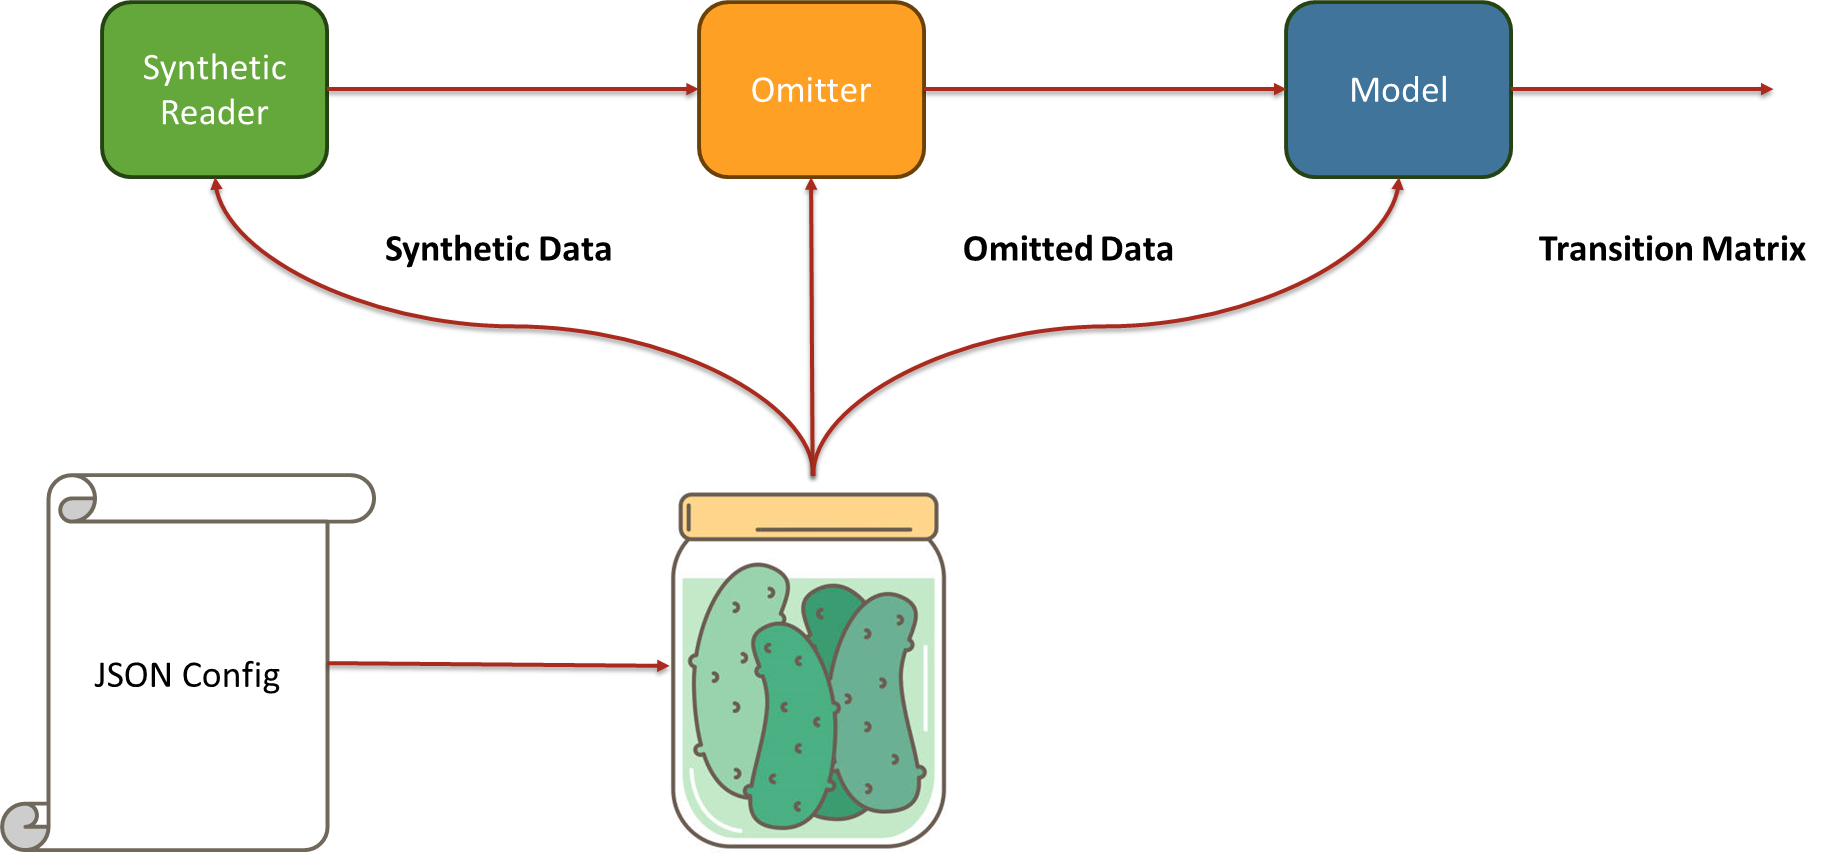 Synthetic
Reader
Omitter
Model
Synthetic Data
Omitted Data
Transition Matrix
JSON Config